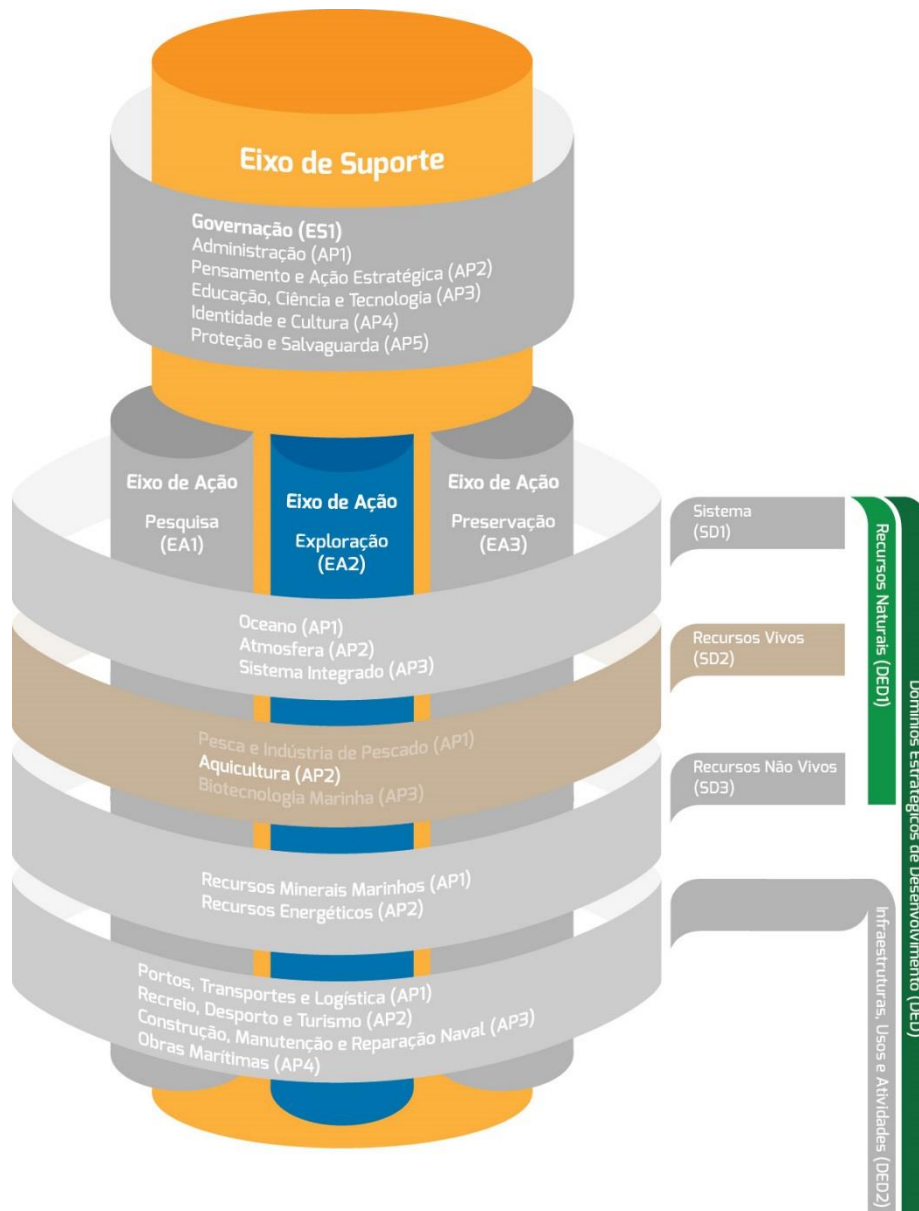 Eixo de Suporte
Governação (ES1)
Administração (AP1)
Pensamento e Ação Estratégica (AP2)
Educação, Ciência e Tecnologia (AP3)
Identidade e Cultura (AP4)
Proteção e Salvaguarda (AP5)
Eixo de Ação
Pesquisa
(EA1)
Eixo de Ação
Exploração
(EA2)
Eixo de Ação
Preservação
(EA3)
Oceano (AP1)
Atmosfera (AP2)
Sistema Integrado (AP3)
Pesca e Indústria de Pescado (AP1)
Aquicultura (AP2)
Biotecnologia Marinha (AP3)
Recursos Minerais Marinhos (AP1)
Recursos Energéticos (AP2)
Portos, Transportes e Logística (AP1)
Recreio, Desporto e Turismo (AP2)
Construção, Manutenção e Reparação Naval (AP3)
Obras Marítimas (AP4)
Sistema
(SD1)
Recursos Vivos
(SD2)
Recursos Não Vivos
(SD3)
Recursos Naturais (DED1)
Infraestruturas, Usos e Atividades (DED2)
Domínios Estratégicos de Desenvolvimento (DED)